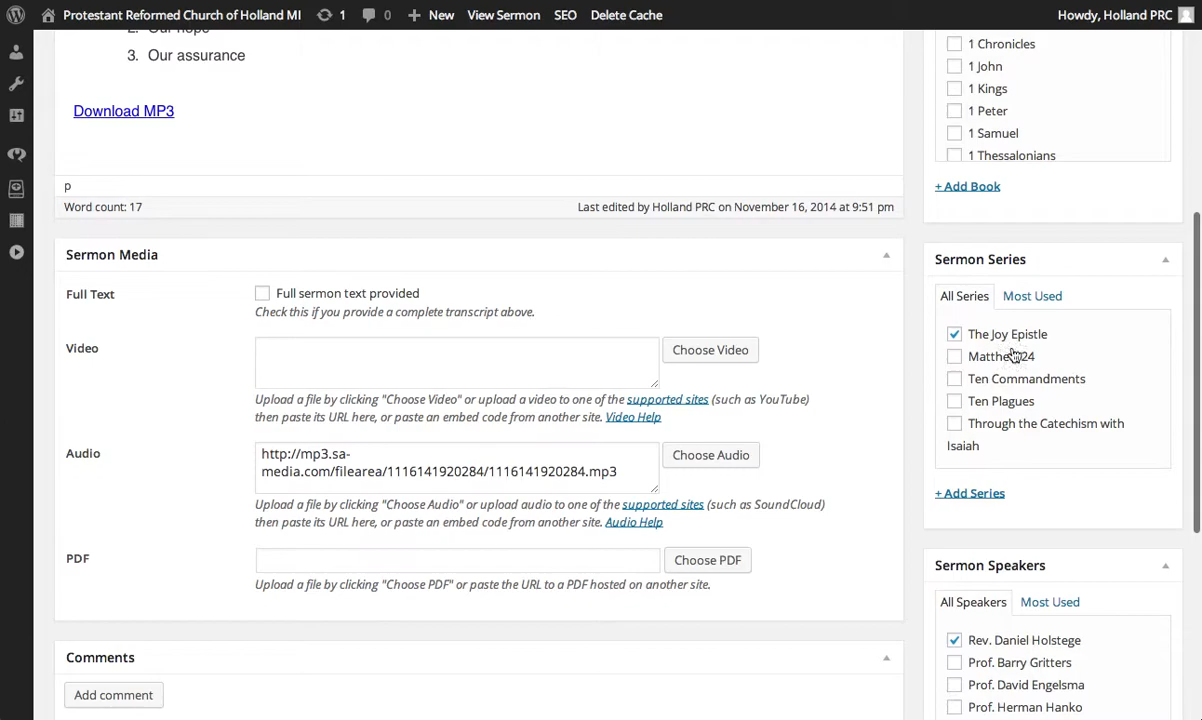 Protestant Reformed Church of Holland MI 1 0 New View Sermon SEO Delete Cache Howdy, Holland PRC
2. Our hope
3. Our assurance
Download MP3
p
Word count: 17 Last edited by Holland PRC on November 16, 2014 at 9:51 pm
Sermon Media
Full Text Full sermon text provided
Check this if you provide a complete transcript above.
Video Choose Video
Upload a file by clicking "Choose Video" or upload a video to one of the supported sites (such as YouTube)
then paste its URL here, or paste an embed code from another site. Video Help
Audio http://mp3.sa-
media.com/filearea/1116141920284/1116141920284.mp3
Choose Audio
Upload a file by clicking "Choose Audio" or upload audio to one of the supported sites (such as SoundCloud)
then paste its URL here, or paste an embed code from another site. Audio Help
PDF Choose PDF
Upload a file by clicking "Choose PDF" or paste the URL to a PDF hosted on another site.
Comments
Add comment
1 Chronicles
1 John
1 Kings
1 Peter
1 Samuel
1 Thessalonians
+ Add Book
Sermon Series
All Series Most Used
The Joy Epistle
Matthew 24
Ten Commandments
Ten Plagues
Through the Catechism with
Isaiah
+ Add Series
Sermon Speakers
All Speakers Most Used
Rev. Daniel Holstege
Prof. Barry Gritters
Prof. David Engelsma
Prof. Herman Hanko